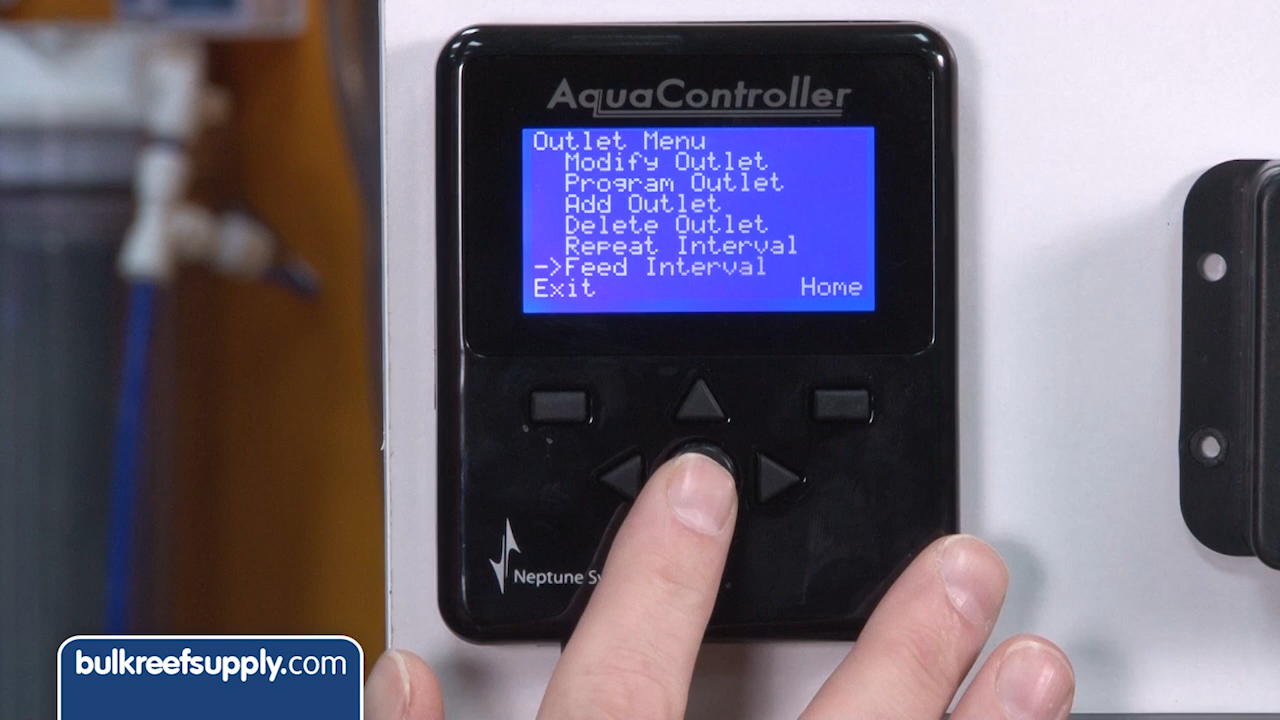 AquaController
Outlet Menu
Modify Outlet
Program Outlet
Add Outlet
Delete Outlet
Repeat Interval
->Feed Interval
Exit Home
Neptune
bulkreefsupply.com